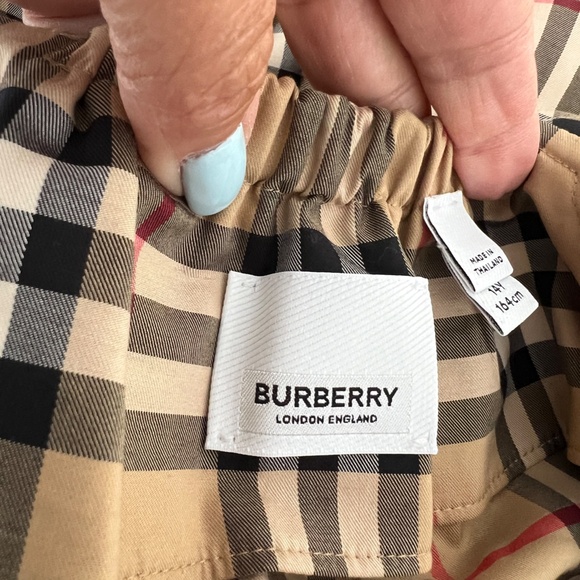 BURBERRY
LONDON ENGLAND
MADE IN
THAILAND
14Y
164cm